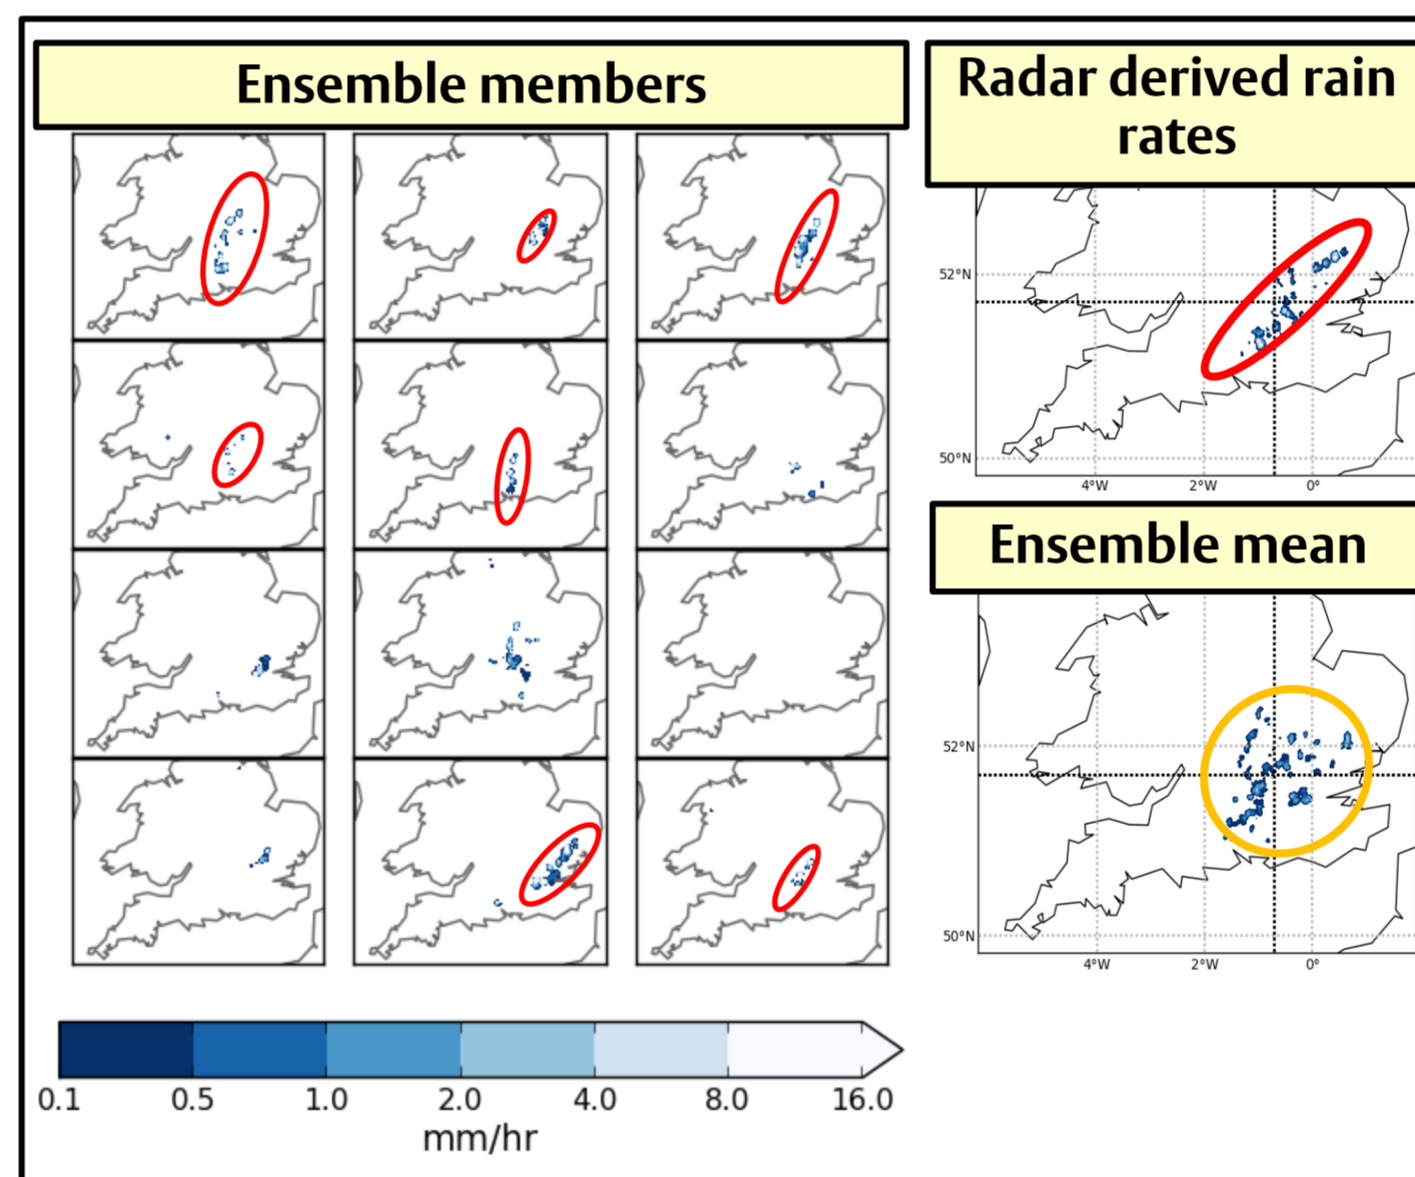 Ensemble members
Radar derived rain
rates
52°N
50°N
4°W 2°W 0°
Ensemble mean
52°N
50°N
4°W 2°W 0°
0.1 0.5 1.0 2.0 4.0 8.0 16.0
mm/hr